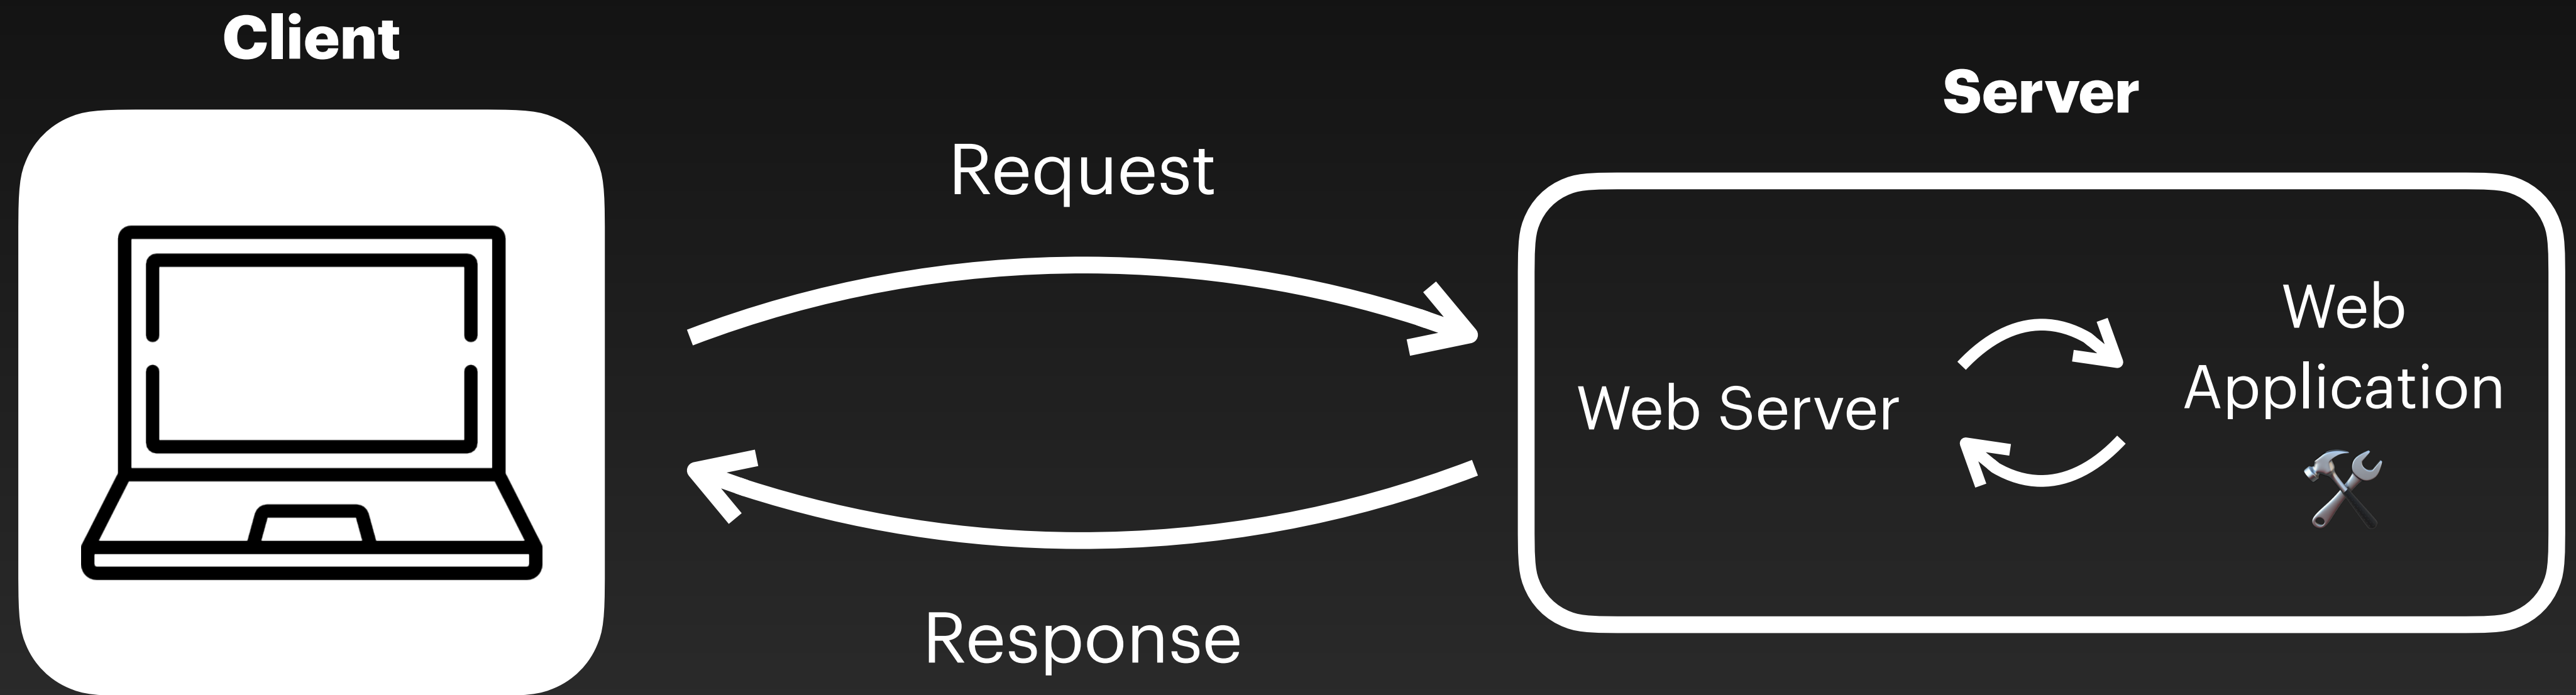 Client
Server
Request
Web Server
Web
Application
Response